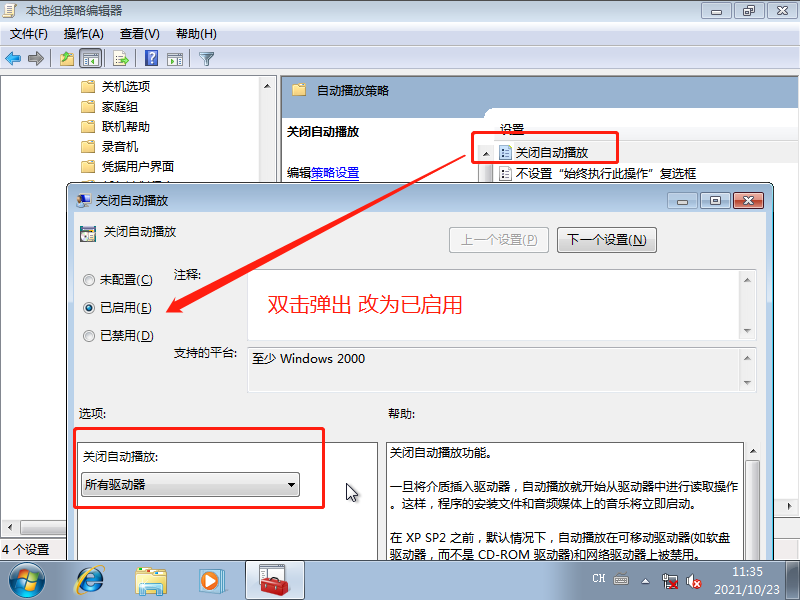 本地组策略编辑器
文件(F) 操作(A) 查看(V) 帮助(H)
关机选项
家庭组
联机帮助
录音机
凭据用户界面
自动播放策略
关闭自动播放
编辑策略设置
设置
关闭自动播放
不设置“始终执行此操作”复选框
4 个设置
关闭自动播放
关闭自动播放
上一个设置(P) 下一个设置(N)
未配置(C)
已启用(E)
已禁用(D)
注释:
双击弹出 改为已启用
支持的平台:
至少 Windows 2000
选项:
帮助:
关闭自动播放:
所有驱动器
关闭自动播放功能。
一旦将介质插入驱动器，自动播放就开始从驱动器中进行读取操作
。这样，程序的安装文件和音频媒体上的音乐将立即启动。
在 XP SP2 之前，默认情况下，自动播放在可移动驱动器(如软盘
驱动器，而不是 CD-ROM 驱动器)和网络驱动器上被禁用。
CH
11:35
2021/10/23